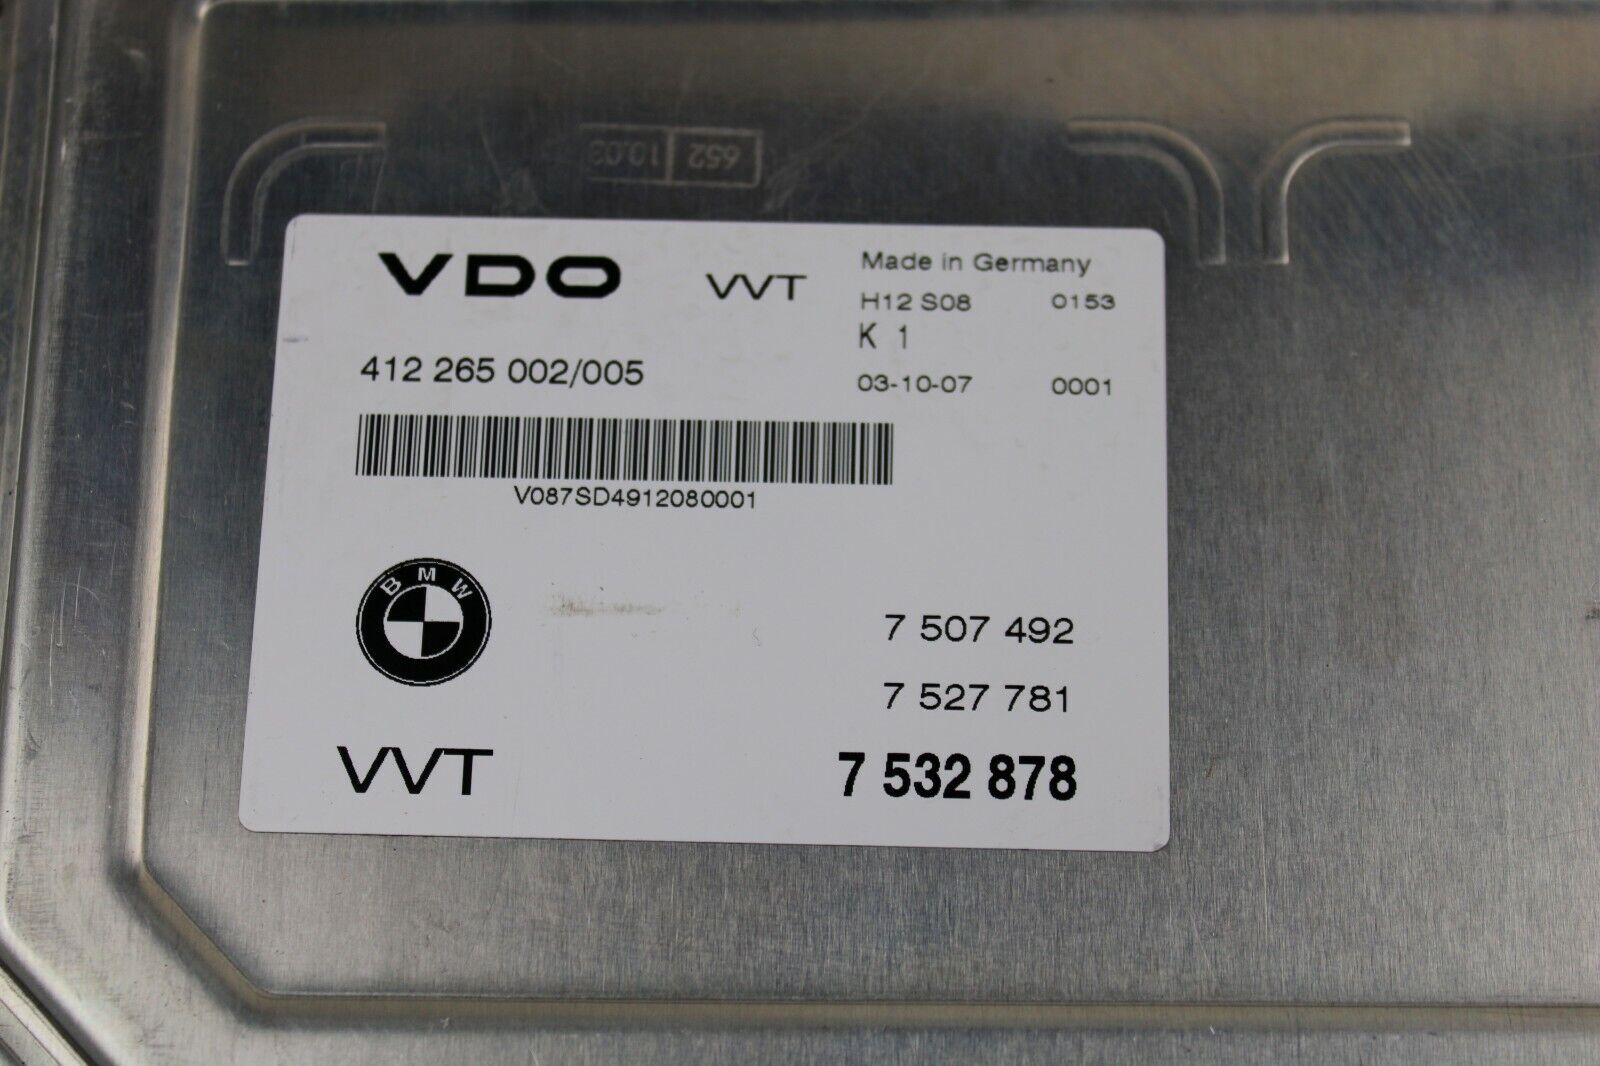 652 10.03
VDO VVT
Made in Germany
H12 S08 0153
K 1
412 265 002/005
03-10-07 0001
V087SD4912080001
BMW
7 507 492
7 527 781
VVT 7 532 878